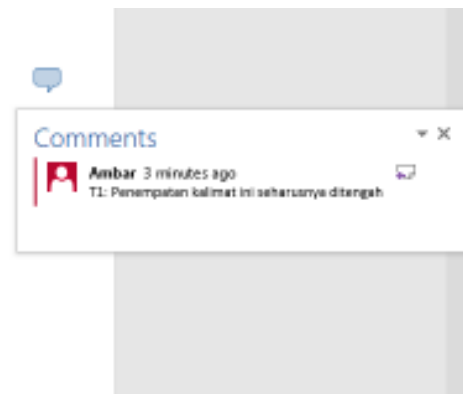 Comments
Ambar 3 minutes ago
T1: Penempatan kalimat ini seharusnya ditengah